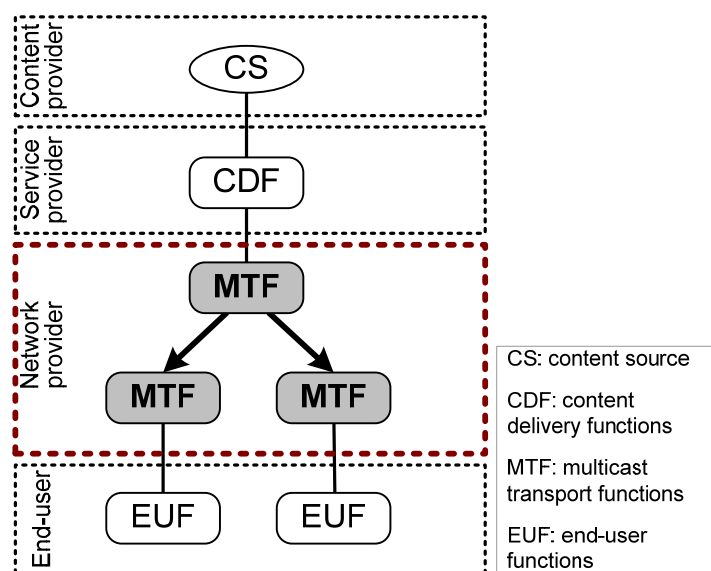 Content
provider
CS
Service
provider
CDF
Network
provider
MTF
MTF
MTF
End-user
EUF
EUF
CS: content source
CDF: content
delivery functions
MTF: multicast
transport functions
EUF: end-user
functions